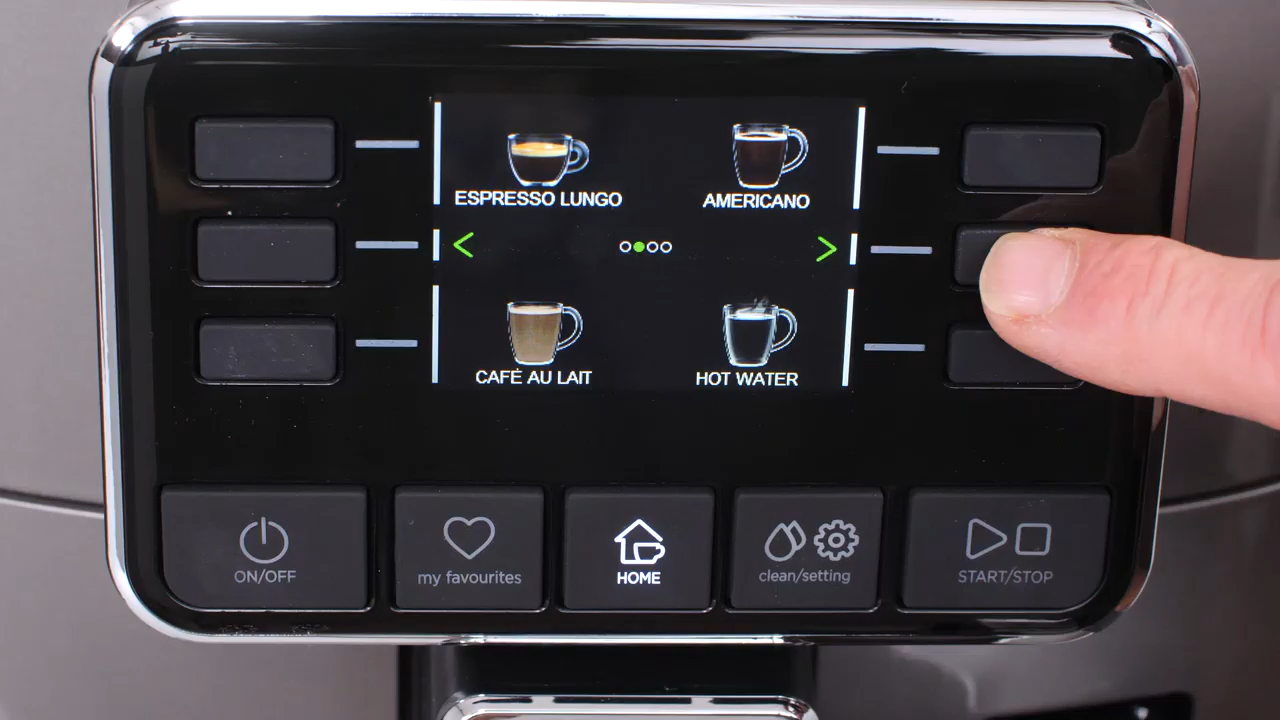 ESPRESSO LUNGO
AMERICANO
CAFÉ AU LAIT
HOT WATER
ON/OFF
my favourites
HOME
clean/setting
START/STOP